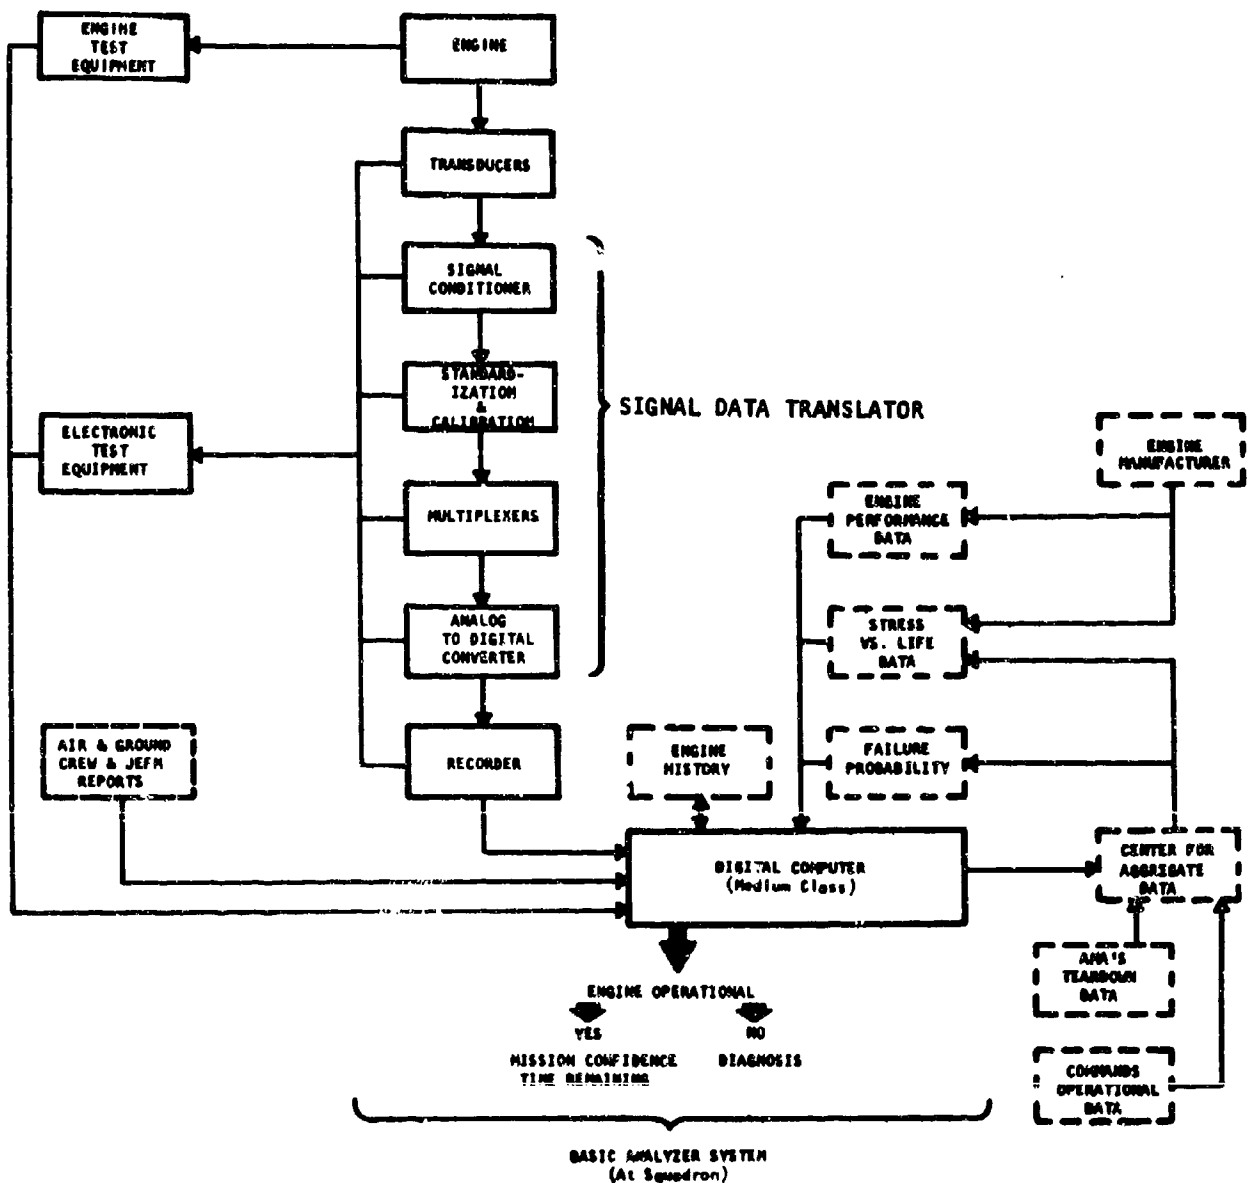 ENGINE
TEST
EQUIPMENT
ENGINE
TRANSDUCERS
SIGNAL
CONDITIONER
STANDARD-
IZATION
&
CALIBRATION
SIGNAL DATA TRANSLATOR
ELECTRONIC
TEST
EQUIPMENT
MULTIPLEXERS
ANALOG
TO DIGITAL
CONVERTER
ENGINE
MANUFACTURER
ENGINE
PERFORMANCE
DATA
STRESS
VS. LIFE
DATA
AIR & GROUND
CREW & JEFM
REPORTS
RECORDER
ENGINE
HISTORY
FAILURE
PROBABILITY
DIGITAL COMPUTER
(Medium Class)
CENTER FOR
AGGRIGATE
DATA
AMA'S
TEARDOWN
DATA
COMMANDS
OPERATIONAL
DATA
ENGINE OPERATIONAL
YES
NO
MISSION CONFIDENCE
TIME REMAINING
DIAGNOSIS
BASIC ANALYZER SYSTEM
(At Squadron)